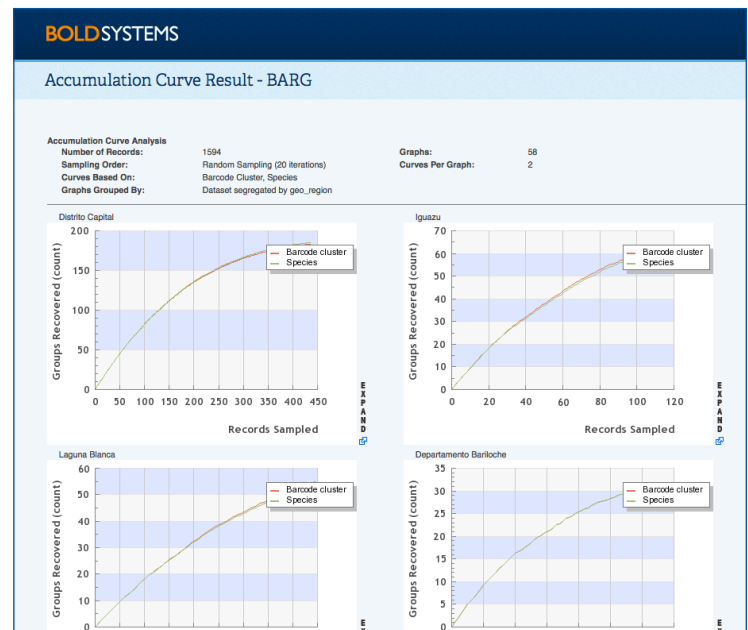 BOLDSYSTEMS
Accumulation Curve Result - BARG
Accumulation Curve Analysis
Number of Records: 1594 Graphs: 58
Sampling Order: Random Sampling (20 iterations) Curves Per Graph: 2
Curves Based On: Barcode Cluster, Species
Graphs Grouped By: Dataset segregated by geo_region
Distrito Capital
200
150
100
50
0
Groups Recovered (count)
Barcode cluster
Species
0 50 100 150 200 250 300 350 400 450
Records Sampled
EXPAND
Iguazu
70
60
50
40
30
20
10
0
Groups Recovered (count)
Barcode cluster
Species
0 20 40 60 80 100 120
Records Sampled
EXPAND
Laguna Blanca
60
50
40
30
20
10
0
Groups Recovered (count)
Barcode cluster
Species
E
Departamento Bariloche
35
30
25
20
15
10
5
0
Groups Recovered (count)
Barcode cluster
Species
E